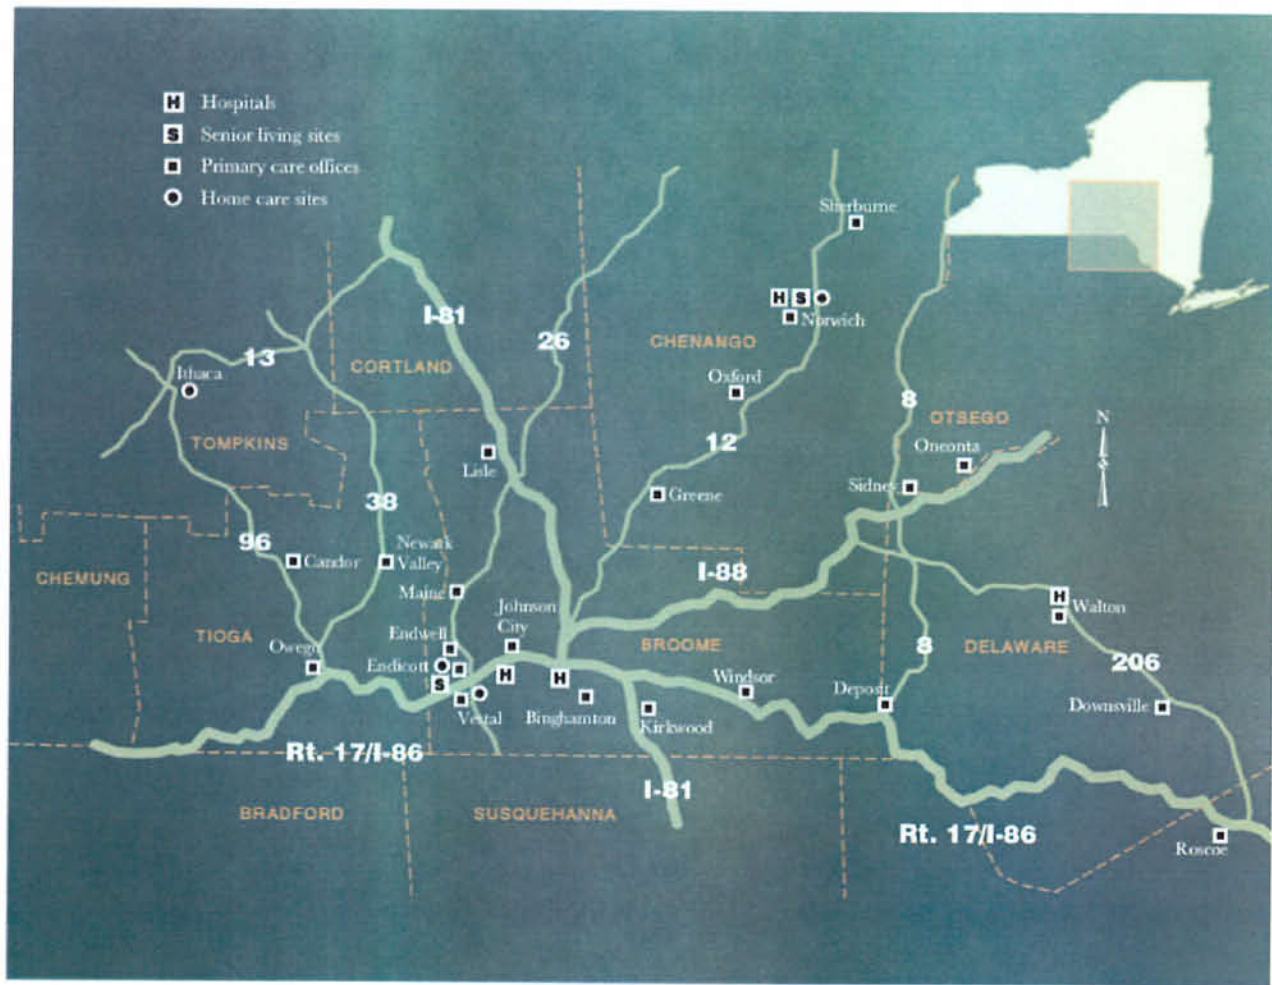 H Hospitals
S Senior living sites
Primary care offices
Home care sites
Sherburne
I-81
H S
Norwich
26
CHENANGO
13
CORTLAND
Ithaca
Oxford
8
OTSEGO
N
TOMPKINS
12
Oneonta
Lisle
Sidney
38
Greene
96
Newark
Valley
Candor
I-88
CHEMUNG
Maine
Johnson
City
H
Walton
TIOGA
Endwell
BROOME
8
DELAWARE
Owego
206
Endicott
H
H
S
Windsor
Deposit
Vestal
Binghamton
Kirkwood
Downsville
Rt. 17/I-86
I-81
BRADFORD
SUSQUEHANNA
Rt. 17/I-86
Roscoe